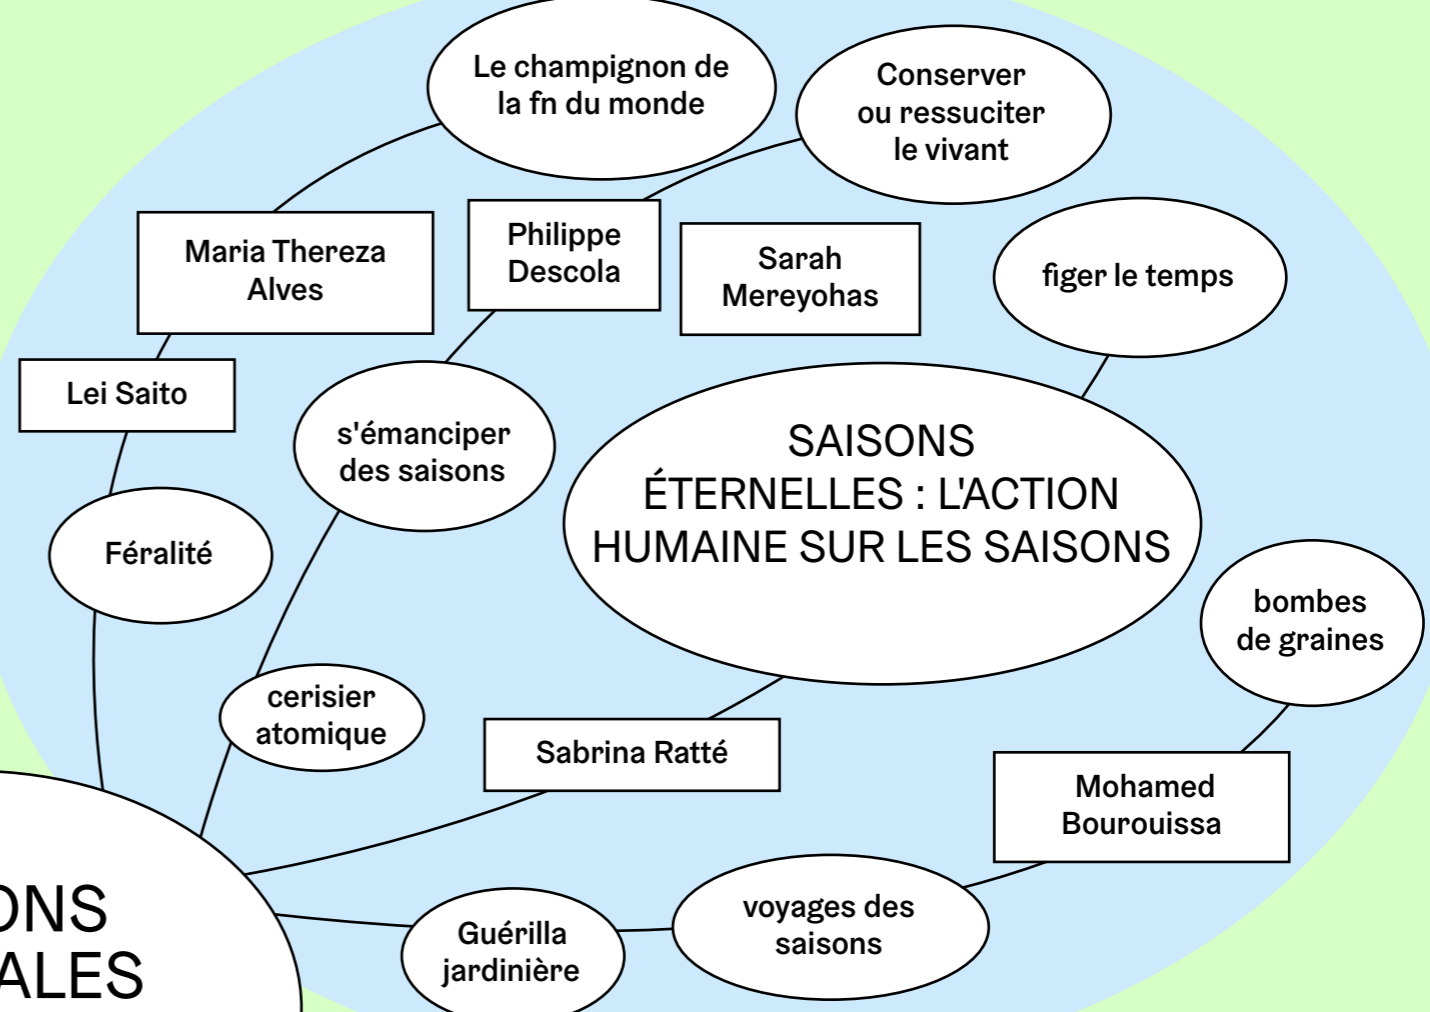 Le champignon de
la fn du monde
Conserver
ou ressuciter
le vivant
Maria Thereza
Alves
Philippe
Descola
Sarah
Mereyohas
figer le temps
Lei Saito
s'émanciper
des saisons
SAISONS
ÉTERNELLES : L'ACTION
HUMAINE SUR LES SAISONS
Féralité
bombes
de graines
cerisier
atomique
Sabrina Ratté
Mohamed
Bourouissa
ONS
ALES
Guérilla
jardinière
voyages des
saisons